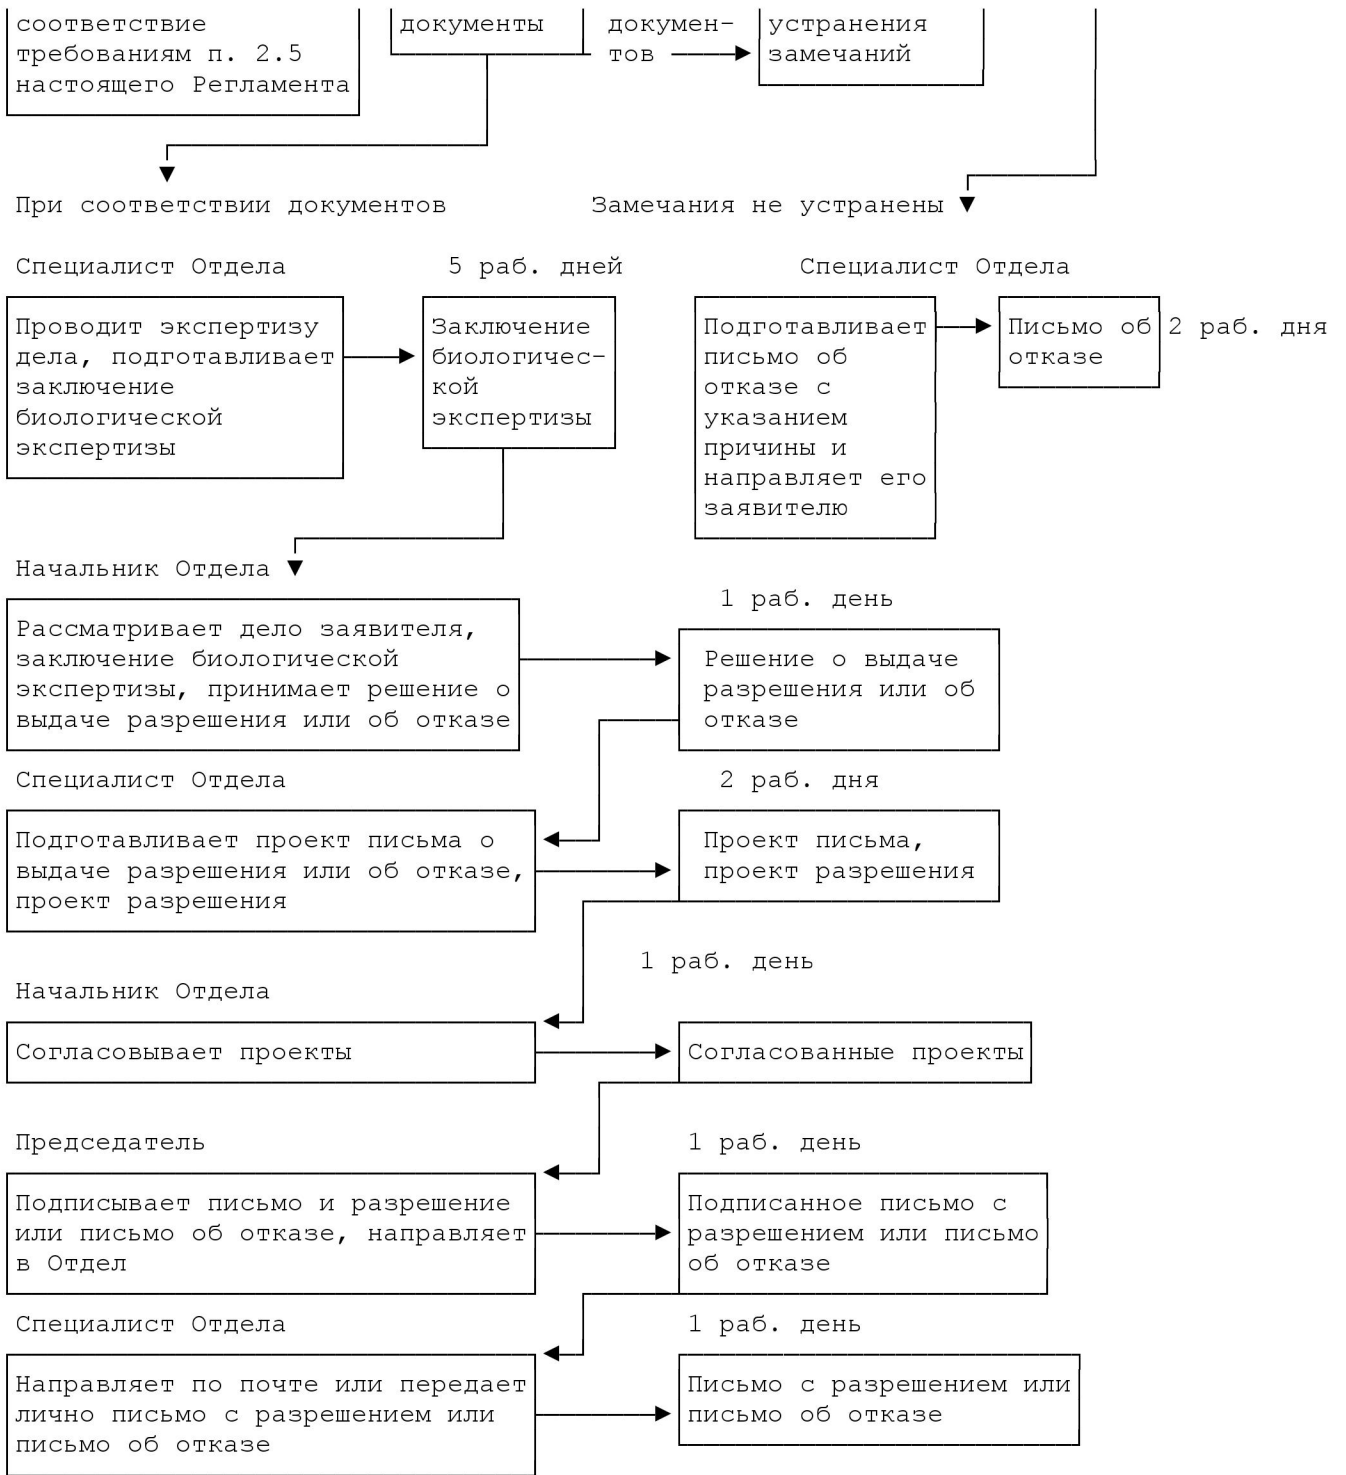 соответствие
требованиям п. 2.5
настоящего Регламента
документы
докумен-
тов
устранения
замечаний
При соответствии документов
Замечания не устранены
Специалист Отдела
5 раб. дней
Специалист Отдела
Проводит экспертизу
дела, подготавливает
заключение
биологической
экспертизы
Заключение
биологичес-
кой
экспертизы
Подготавливает
письмо об
отказе с
указанием
причины и
направляет его
заявителю
Письмо об
отказе
2 раб. дня
Начальник Отдела
1 раб. день
Рассматривает дело заявителя,
заключение биологической
экспертизы, принимает решение о
выдаче разрешения или об отказе
Решение о выдаче
разрешения или об
отказе
Специалист Отдела
2 раб. дня
Подготавливает проект письма о
выдаче разрешения или об отказе,
проект разрешения
Проект письма,
проект разрешения
1 раб. день
Начальник Отдела
Согласовывает проекты
Согласованные проекты
Председатель
1 раб. день
Подписывает письмо и разрешение
или письмо об отказе, направляет
в Отдел
Подписанное письмо с
разрешением или письмо
об отказе
Специалист Отдела
1 раб. день
Направляет по почте или передает
лично письмо с разрешением или
письмо об отказе
Письмо с разрешением или
письмо об отказе